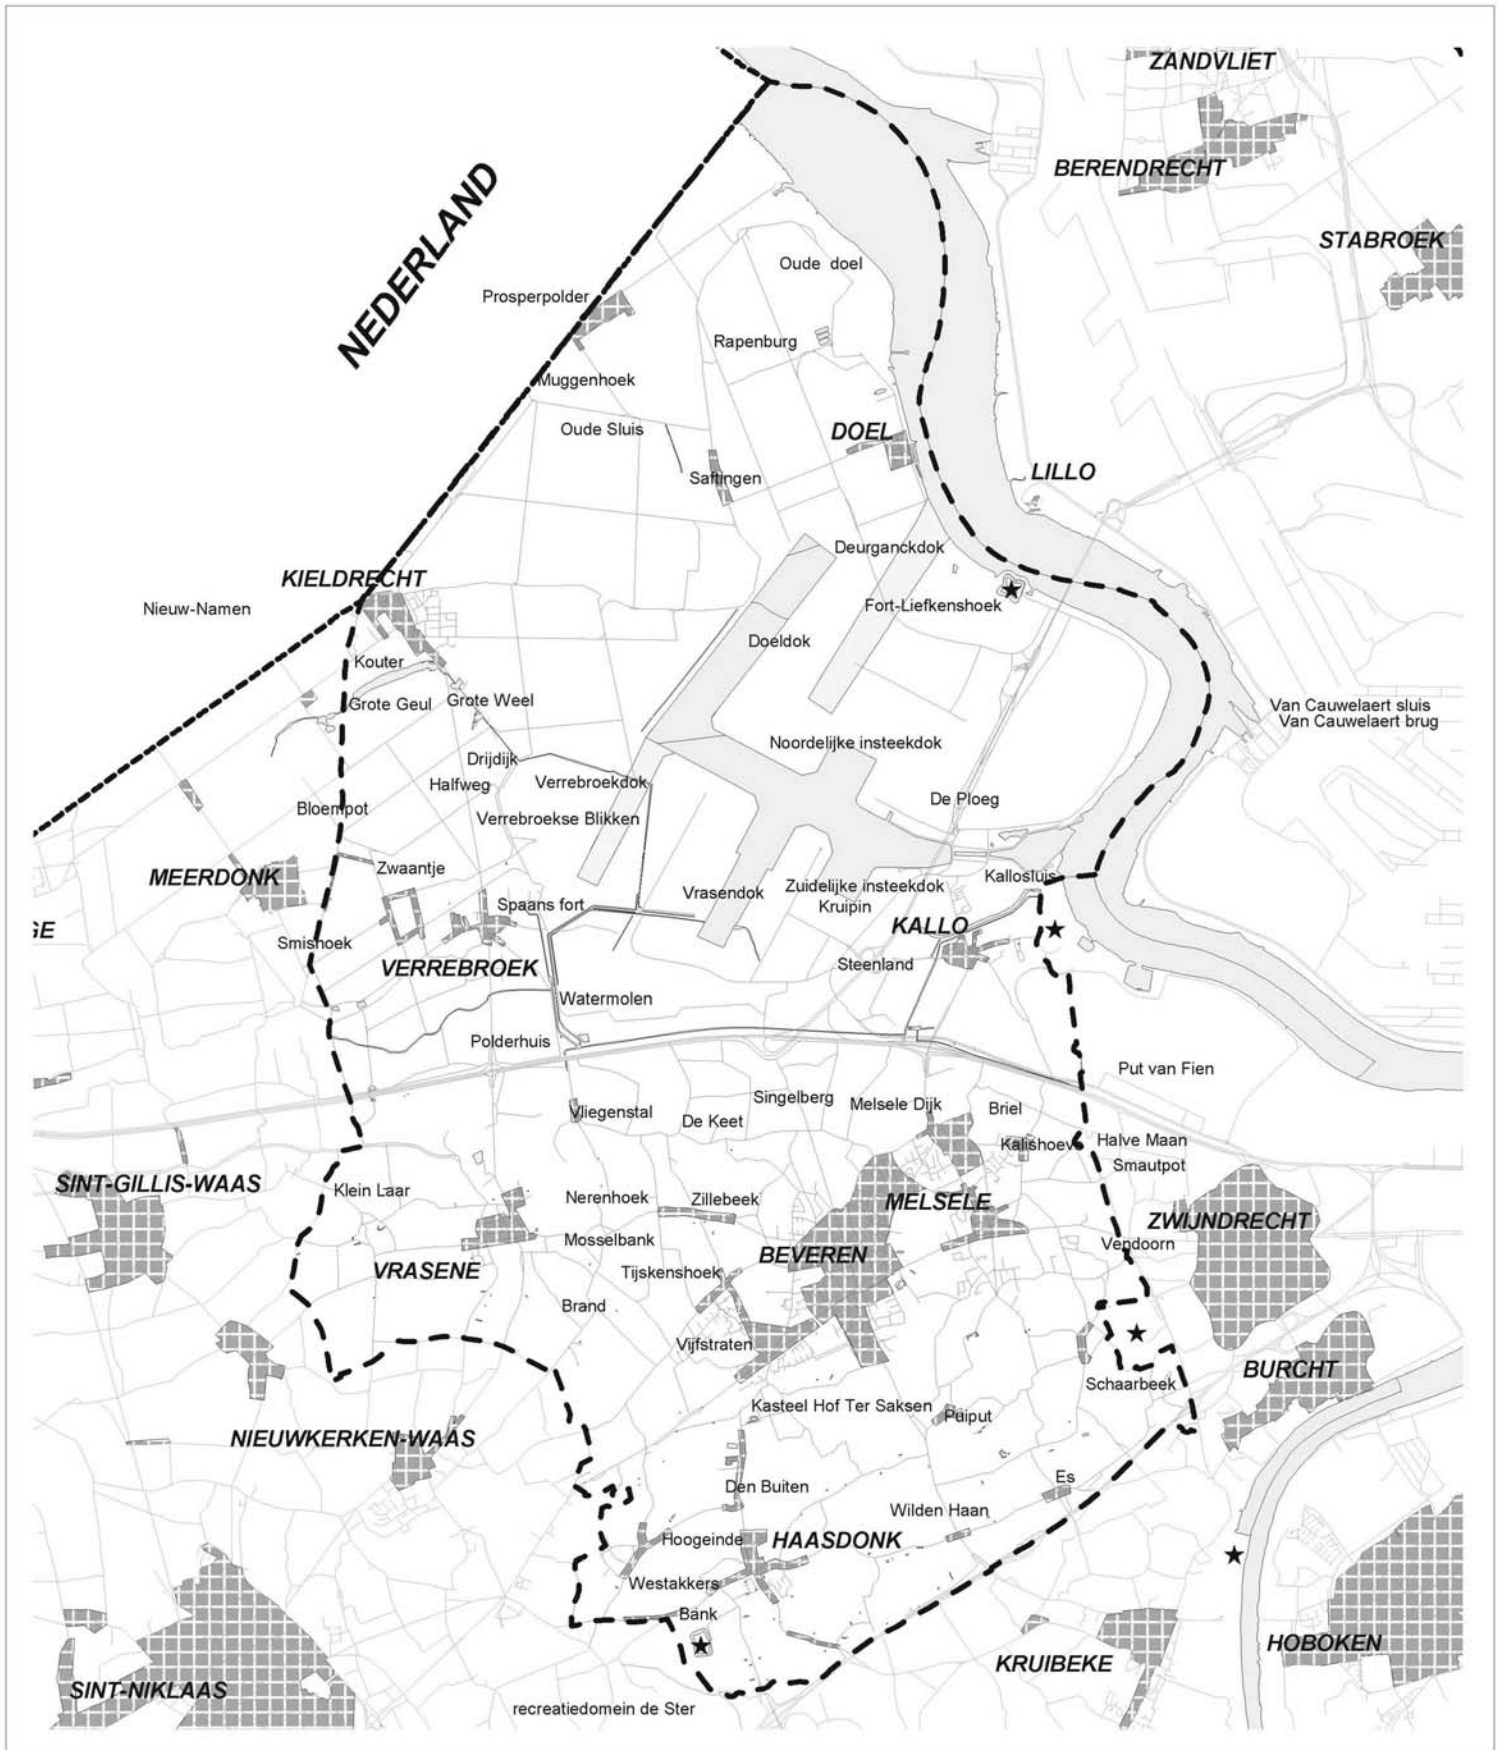 ZANDVLIET
BERENDRECHT
STABROEK
NEDERLAND
Oude doel
Prosperpolder
Rapenburg
Muggenhoek
Oude Sluis
DOEL
LILLO
Saftingen
Deurganckdok
KIELDRECHT
Nieuw-Namen
Fort-Liefkenshoek
Doeldok
Kouter
Grote Geul
Grote Weel
Van Cauwelaert sluis
Van Cauwelaert brug
Noordelijke insteekdok
Drijdijk
Halfweg
Verrebroekdok
De Ploeg
Bloempot
Verrebroekse Blikken
MEERDONK
Zwaantje
Kallosluis
Vrasendok
Zuidelijke insteekdok
Kruipin
Spaans fort
GE
KALLO
Smishoek
VERREBROEK
Steenland
Watermolen
Polderhuis
Put van Fien
Singelberg
Melsele Dijk
Briel
Vliegenstal
De Keet
Kalishoeve
Halve Maan
Smautpot
SINT-GILLIS-WAAS
Klein Laar
Nerenhoek
Zillebeek
MELSELE
ZWIJNDRECHT
Mosselbank
Vendoorn
BEVEREN
VRASENE
Tijskenshoek
Brand
Vijfstraten
BURCHT
Schaarbeek
Kasteel Hof Ter Saksen
Puiput
NIEUWKERKEN-WAAS
Es
Den Buiten
Wilden Haan
Hoogeinde
HAASDONK
Westakkers
Bank
HOBOKEN
KRUIBEKE
SINT-NIKLAAS
recreatiedomein de Ster